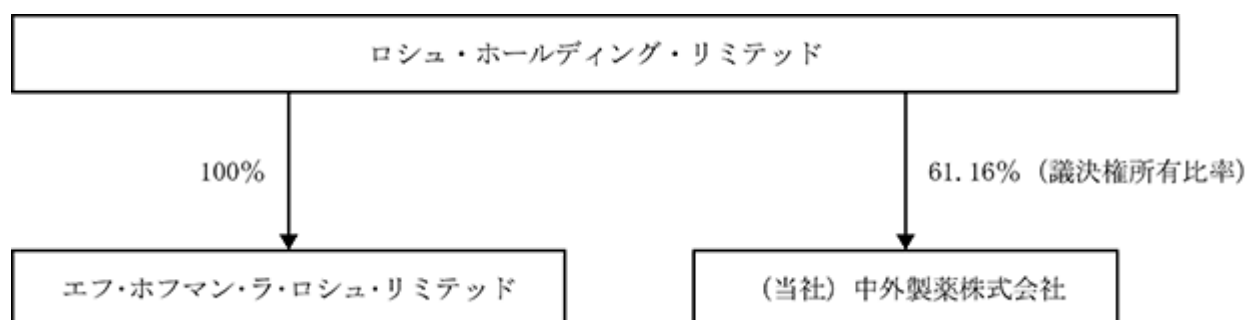 ロシュ・ホールディング・リミテッド
100%
61.16% (議決権所有比率)
エフ・ホフマン・ラ・ロシュ・リミテッド
(当社) 中外製薬株式会社